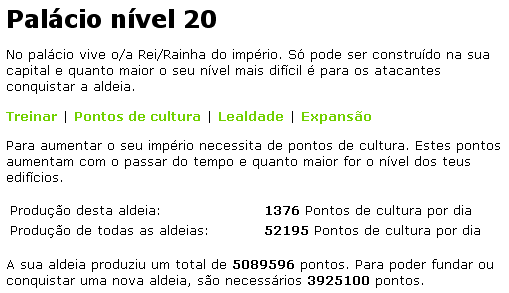 Palácio nível 20
No palácio vive o/a Rei/Rainha do império. Só pode ser construído na sua
capital e quanto maior o seu nível mais difícil é para os atacantes
conquistar a aldeia.
Treinar | Pontos de cultura | Lealdade | Expansão
Para aumentar o seu império necessita de pontos de cultura. Estes pontos
aumentam com o passar do tempo e quanto maior for o nível dos teus
edifícios.
Produção desta aldeia: 1376 Pontos de cultura por dia
Produção de todas as aldeias: 52195 Pontos de cultura por dia
A sua aldeia produziu um total de 5089596 pontos. Para poder fundar ou
conquistar uma nova aldeia, são necessários 3925100 pontos.